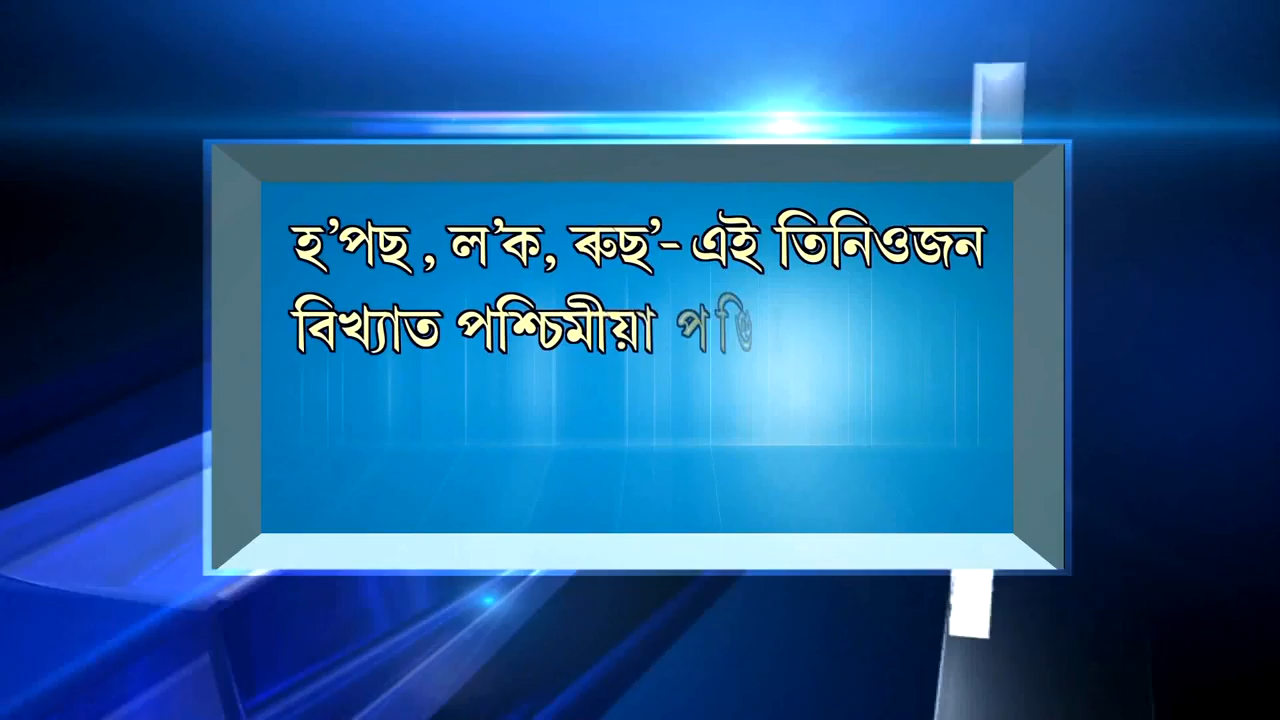 হ’পছ, ল’ক, ৰুছ’- এই তিনিওজন
বিখ্যাত পশ্চিমীয়া